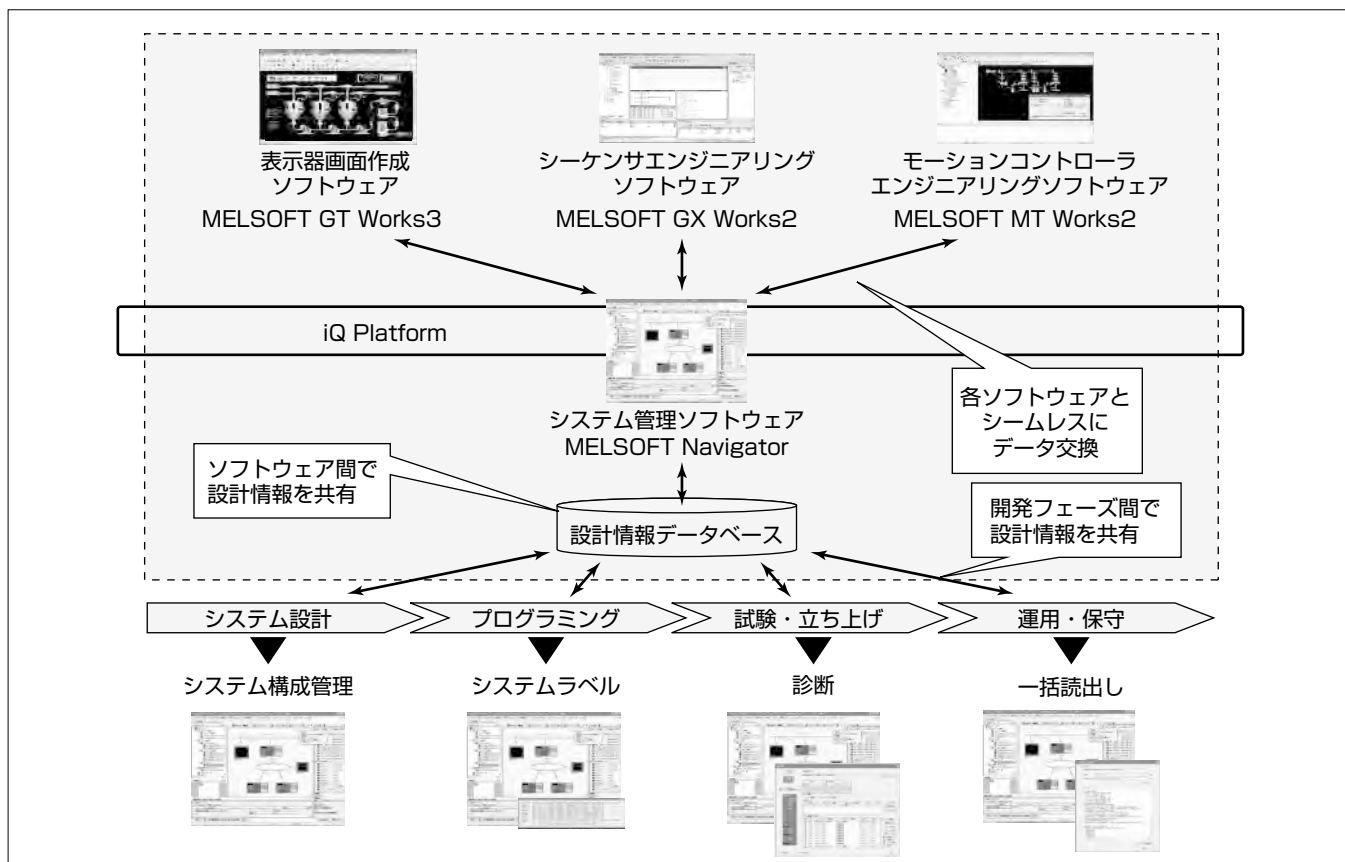 表示器画面作成
ソフトウェア
MELSOFT GT Works3
シーケンサエンジニアリング
ソフトウェア
MELSOFT GX Works2
モーションコントローラ
エンジニアリングソフトウェア
MELSOFT MT Works2
iQ Platform
システム管理ソフトウェア
MELSOFT Navigator
各ソフトウェアと
シームレスに
データ交換
ソフトウェア間で
設計情報を共有
設計情報データベース
開発フェーズ間で
設計情報を共有
システム設計
プログラミング
試験・立ち上げ
運用・保守
システム構成管理
システムラベル
診断
一括読出し